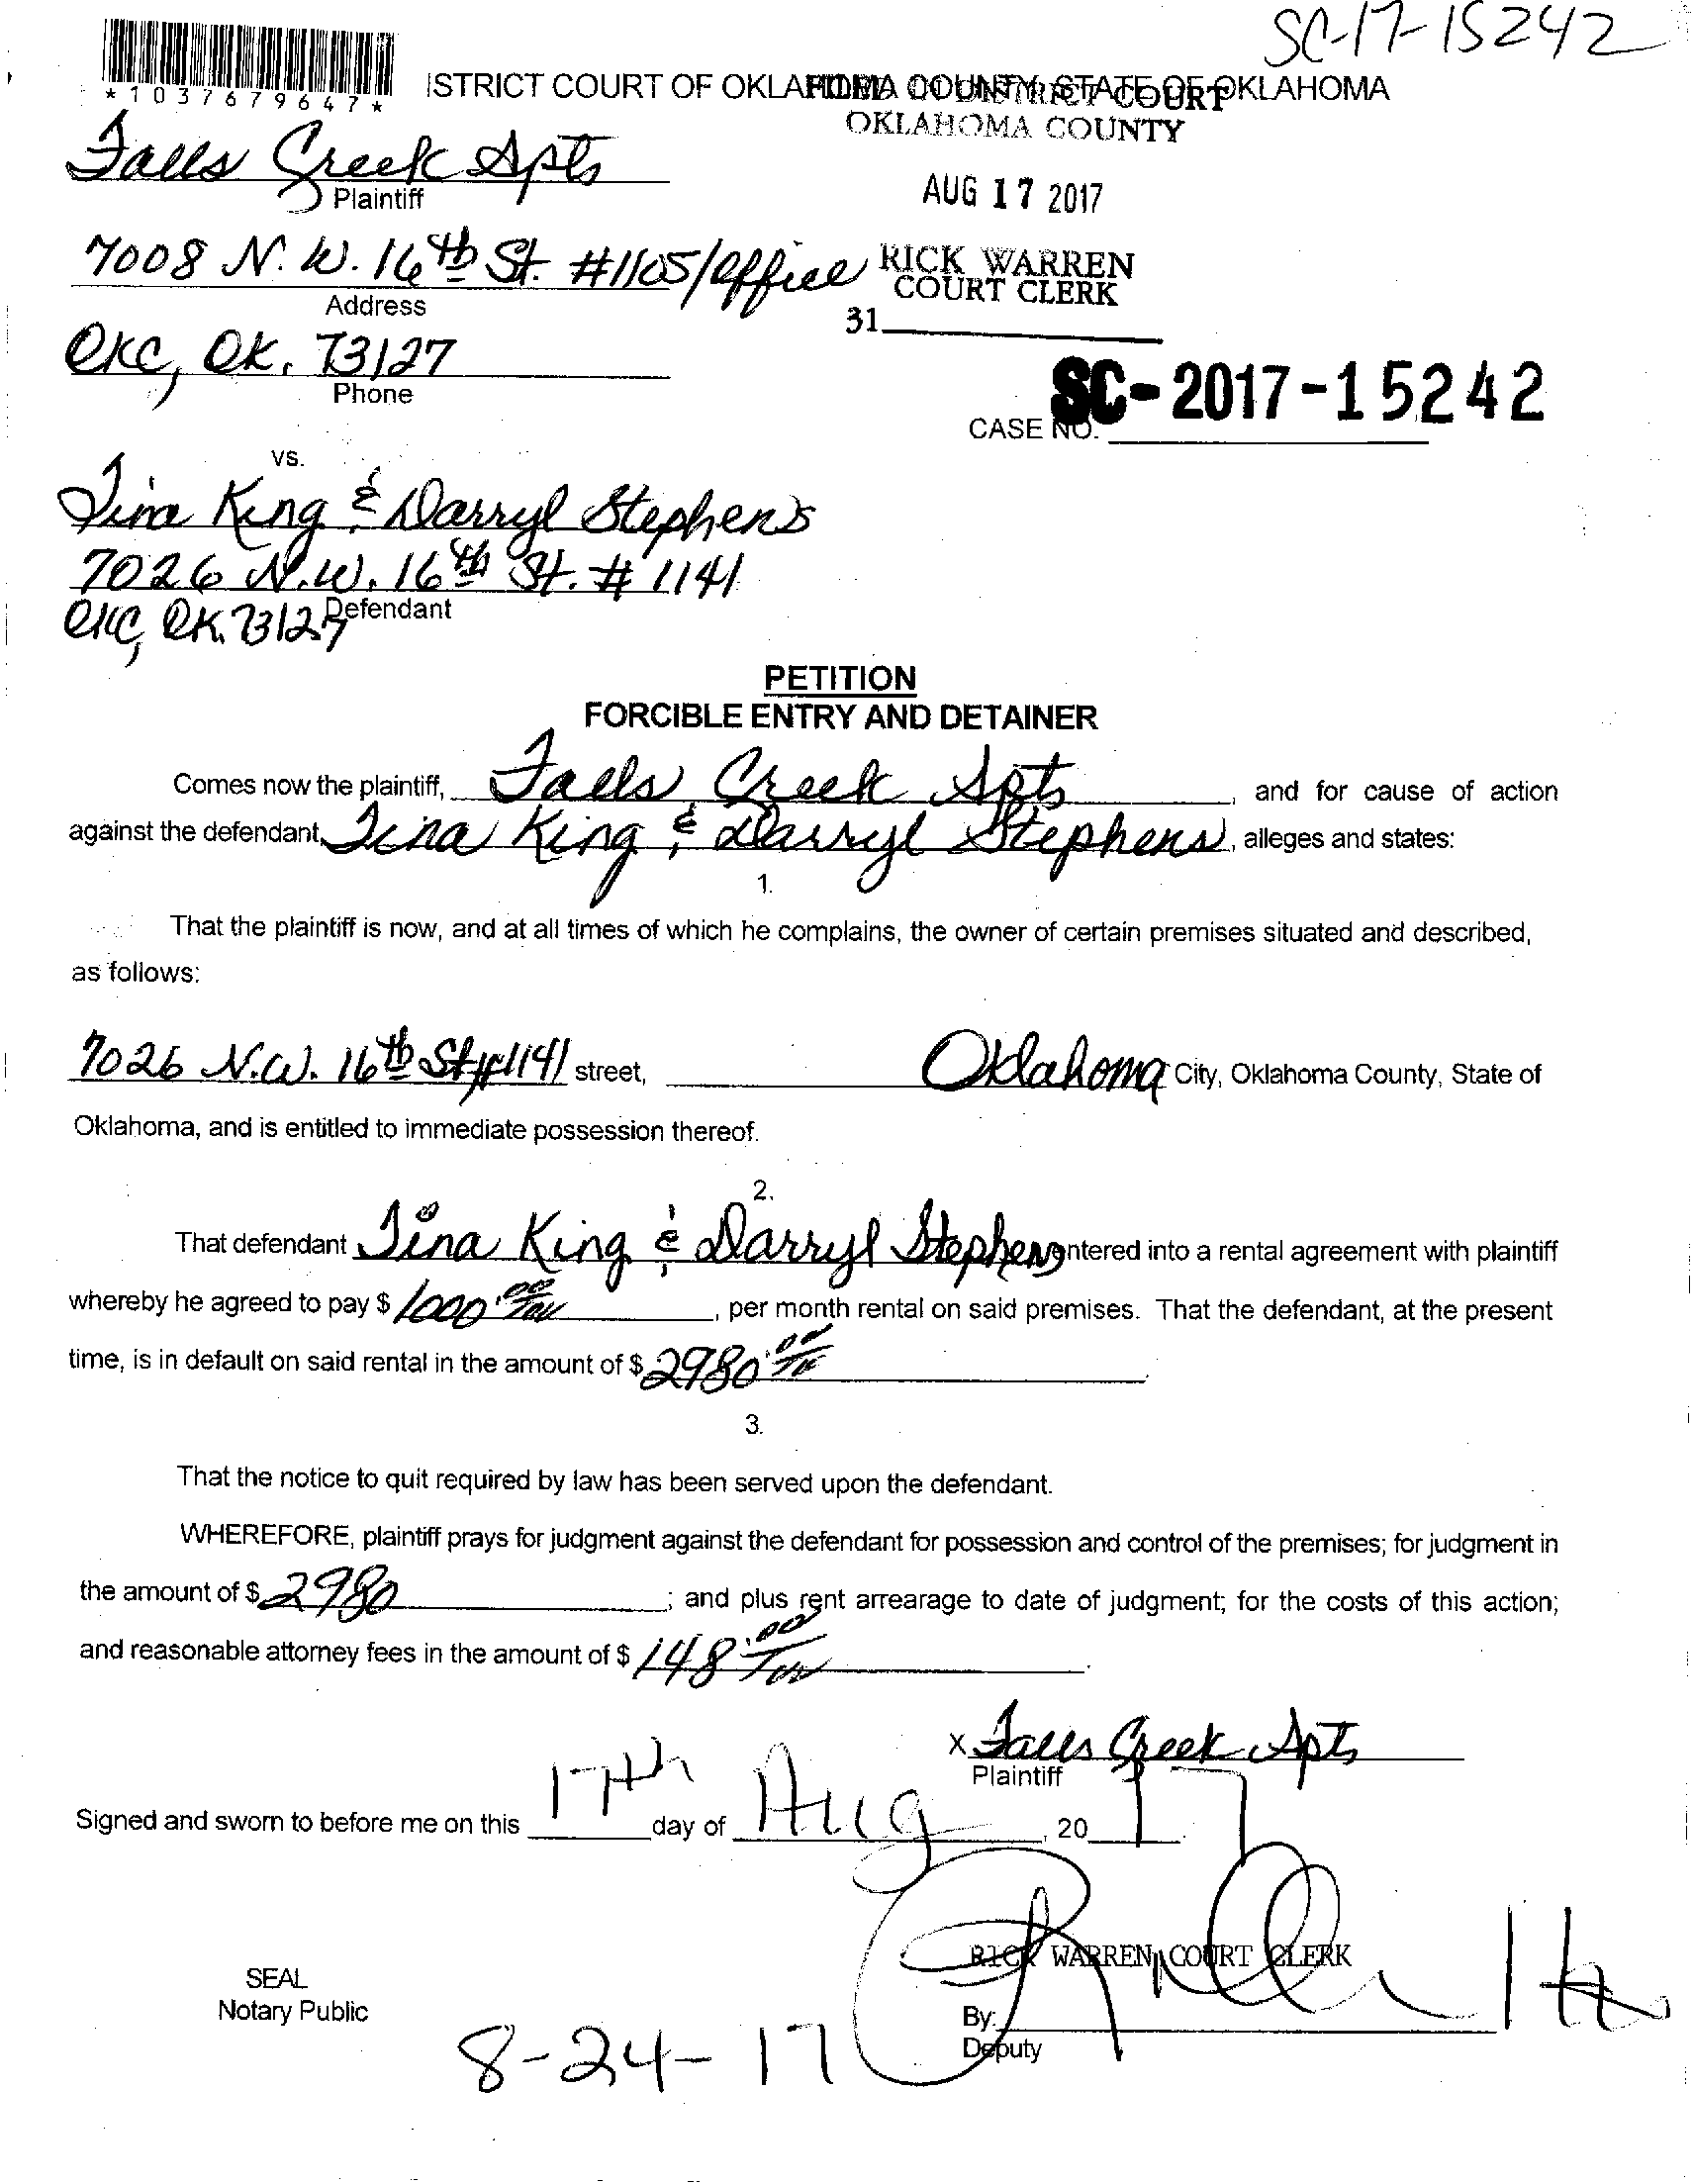 SC-17-15242
*1037679647*
ISTRICT COURT OF OKLAHOMA COUNTY, STATE OF OKLAHOMA
FILED IN DISTRICT COURT
OKLAHOMA COUNTY
Falls Creek Apts
Plaintiff
AUG 17 2017
7008 N.W. 16th St. #1105/Office
Address
RICK WARREN
COURT CLERK
31
OKC, OK. 73127
Phone
CASE NO. SC-2017-15242
vs.
Tina King & Darryl Stephens
7026 N.W. 16th St. # 1141
OKC, OK. 73127
Defendant
PETITION
FORCIBLE ENTRY AND DETAINER
Comes now the plaintiff, Falls Creek Apts, and for cause of action
against the defendant, Tina King & Darryl Stephens, alleges and states:
1.
That the plaintiff is now, and at all times of which he complains, the owner of certain premises situated and described,
as follows:
7026 N.W. 16th St #1141 street, Oklahoma City, Oklahoma County, State of
Oklahoma, and is entitled to immediate possession thereof.
2.
That defendant Tina King & Darryl Stephens entered into a rental agreement with plaintiff
whereby he agreed to pay $ 1000.00, per month rental on said premises. That the defendant, at the present
time, is in default on said rental in the amount of $ 2980.00
3.
That the notice to quit required by law has been served upon the defendant.
WHEREFORE, plaintiff prays for judgment against the defendant for possession and control of the premises; for judgment in
the amount of $ 2980; and plus rent arrearage to date of judgment; for the costs of this action;
and reasonable attorney fees in the amount of $ 148.00.
x Falls Creek Apts
Plaintiff
Signed and sworn to before me on this 17th day of Aug, 2017
RICK WARREN, COURT CLERK
SEAL
Notary Public
By:
Deputy
8-24-17